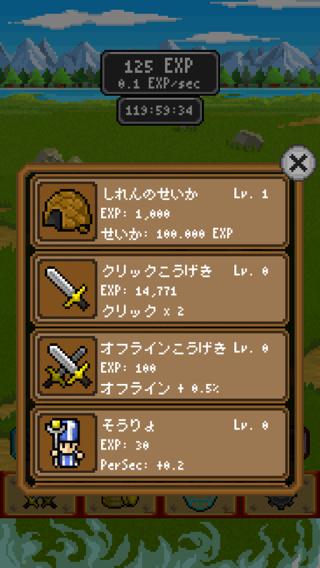 125 EXP
0.1 EXP/sec
119:59:34
しれんのせいか Lv. 1
EXP: 1,000
せいか: 100.000 EXP
クリックこうげき Lv. 0
EXP: 14,771
クリック x 2
オフラインこうげき Lv. 0
EXP: 100
オフライン + 0.5%
そうりょ Lv. 0
EXP: 30
PerSec: +0.2